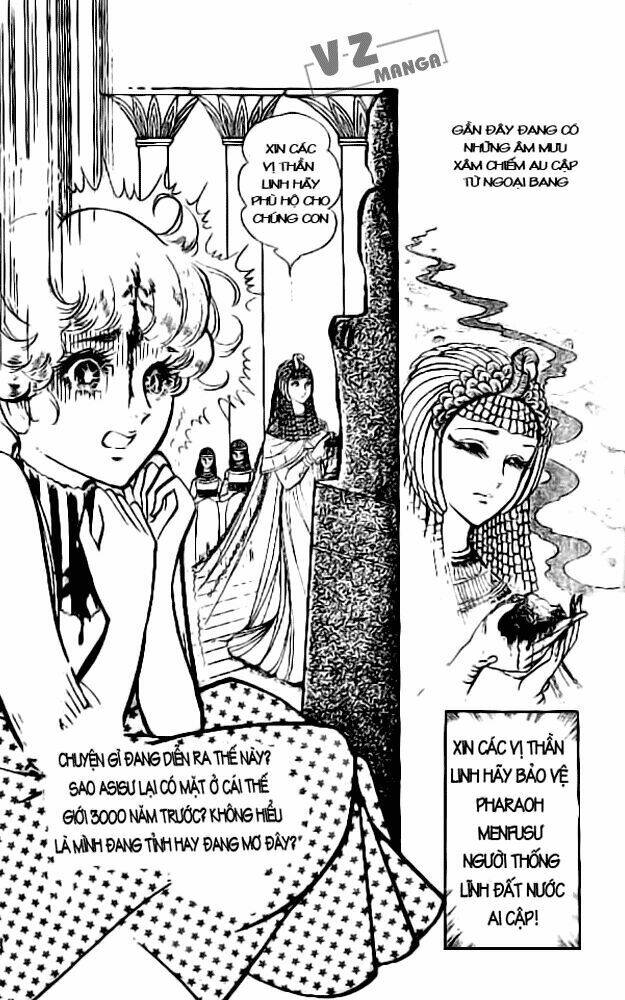 V-Z
MANGA
GẦN ĐÂY ĐANG CÓ
NHỮNG ÂM MƯU
XÂM CHIẾM AU CẬP
TỪ NGOẠI BANG
XIN CÁC
VỊ THẦN
LINH HÃY
PHÙ HỘ CHO
CHÚNG CON
CHUYỆN GÌ ĐANG DIỄN RA THẾ NÀY?
SAO ASISƯ LẠI CÓ MẶT Ở CÁI THẾ
GIỚI 3000 NĂM TRƯỚC? KHÔNG HIỂU
LÀ MÌNH ĐANG TỈNH HAY ĐANG MƠ ĐÂY?
XIN CÁC VỊ THẦN
LINH HÃY BẢO VỆ
PHARAOH
MENFUSƯ
NGƯỜI THỐNG
LĨNH ĐẤT NƯỚC
AI CẬP!